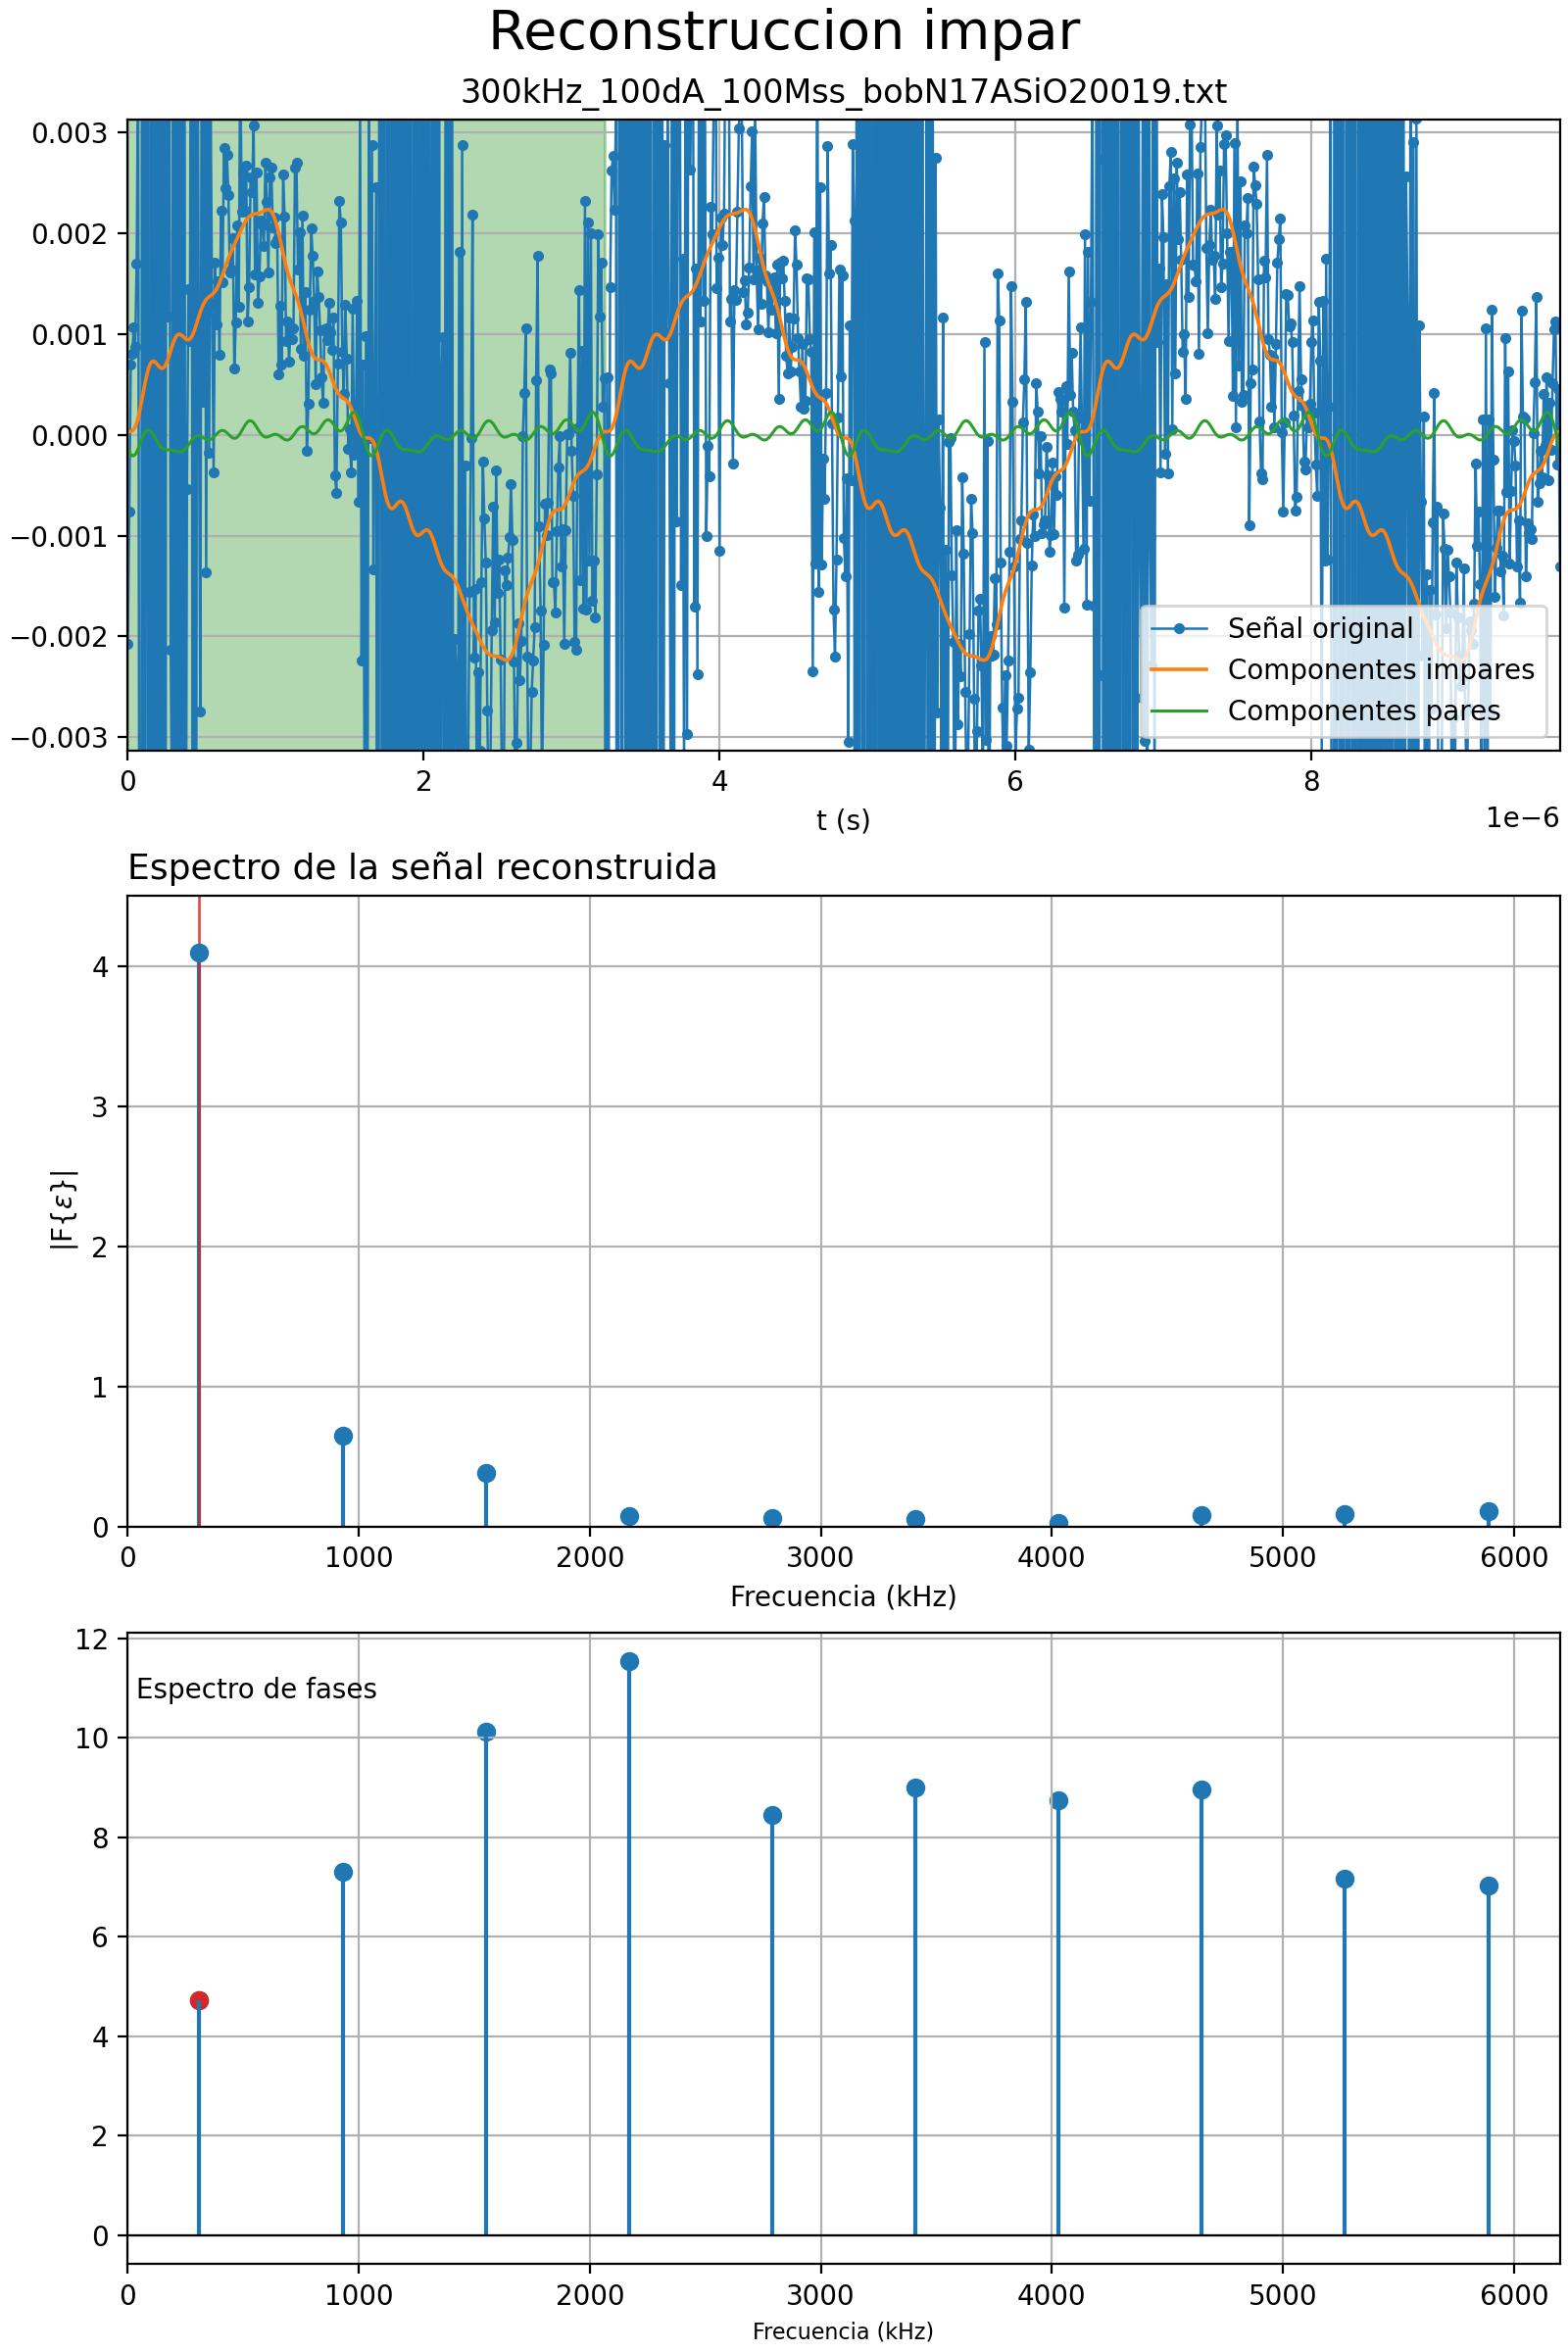 Reconstruccion impar
300kHz_100dA_100Mss_bobN17ASiO20019.txt
0.003
0.002
0.001
0.000
−0.001
−0.002
−0.003
Señal original
Componentes impares
Componentes pares
0 2 4 6 8
t (s)
1e−6
Espectro de la señal reconstruida
4
3
2
1
0
|F{ε}|
0 1000 2000 3000 4000 5000 6000
Frecuencia (kHz)
12
10
8
6
4
2
0
Espectro de fases
0 1000 2000 3000 4000 5000 6000
Frecuencia (kHz)